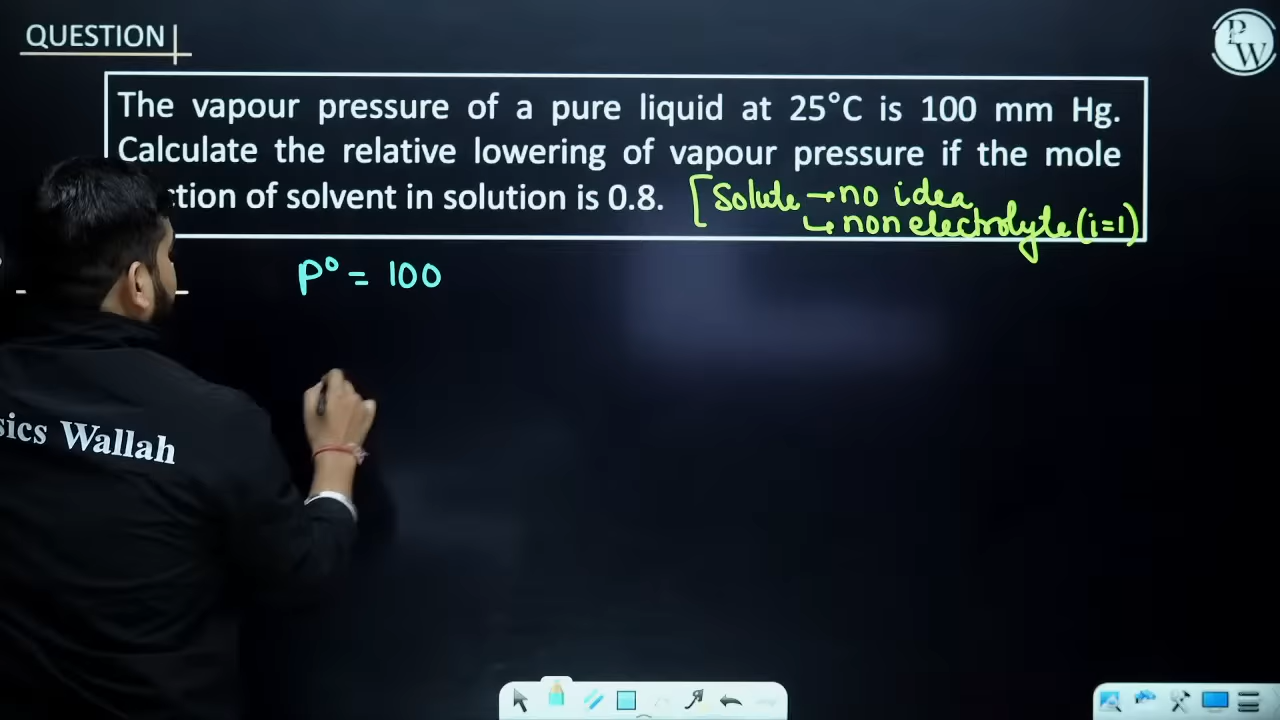 QUESTION
PW
The vapour pressure of a pure liquid at 25°C is 100 mm Hg.
Calculate the relative lowering of vapour pressure if the mole
ction of solvent in solution is 0.8. [Solute → no idea
↳ non electrolyte (i=1)
P° = 100
sics Wallah